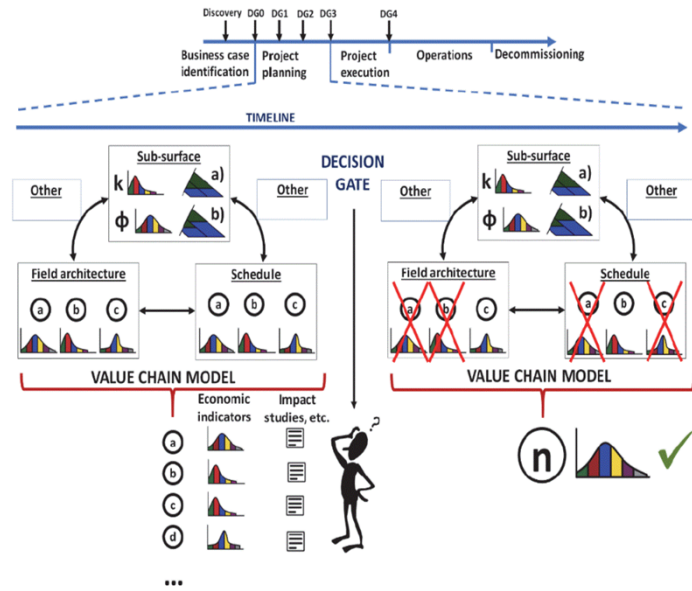 Discovery DG0 DG1 DG2 DG3 DG4
Business case identification
Project planning
Project execution
Operations
Decommissioning
TIMELINE
Other
Sub-surface
k a)
ϕ b)
Other
Field architecture
a b c
Schedule
a b c
VALUE CHAIN MODEL
Economic indicators
Impact studies, etc.
a
b
c
d
...
DECISION GATE
?
Other
Sub-surface
k a)
ϕ b)
Other
Field architecture
a b c
Schedule
a b c
VALUE CHAIN MODEL
n